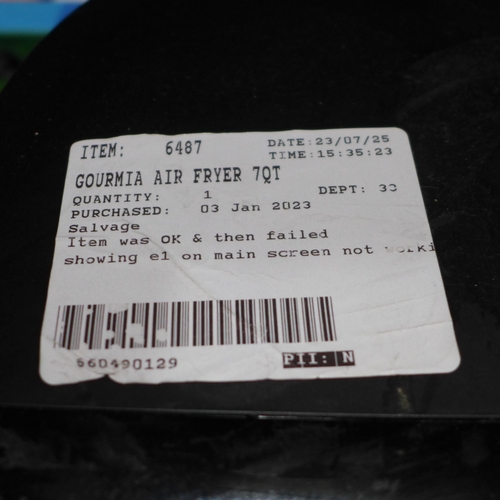 ITEM: 6487 DATE:23/07/25
TIME:15:35:23
GOURMIA AIR FRYER 7QT
QUANTITY: 1 DEPT: 33
PURCHASED: 03 Jan 2023
Salvage
Item was OK & then failed
showing e1 on main screen not
660490129 PII: N